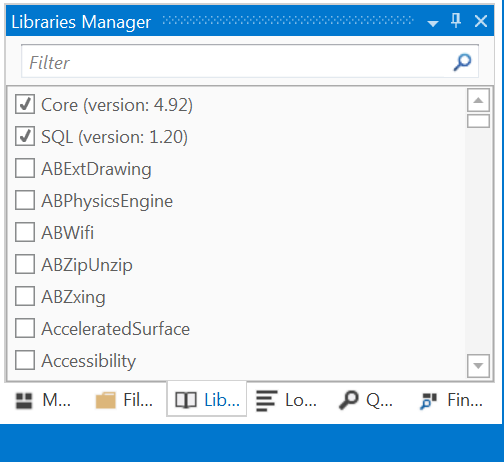 Libraries Manager
Filter
Core (version: 4.92)
SQL (version: 1.20)
ABExtDrawing
ABPhysicsEngine
ABWifi
ABZipUnzip
ABZxing
AcceleratedSurface
Accessibility
M... Fil... Lib... Lo... Q... Fin...